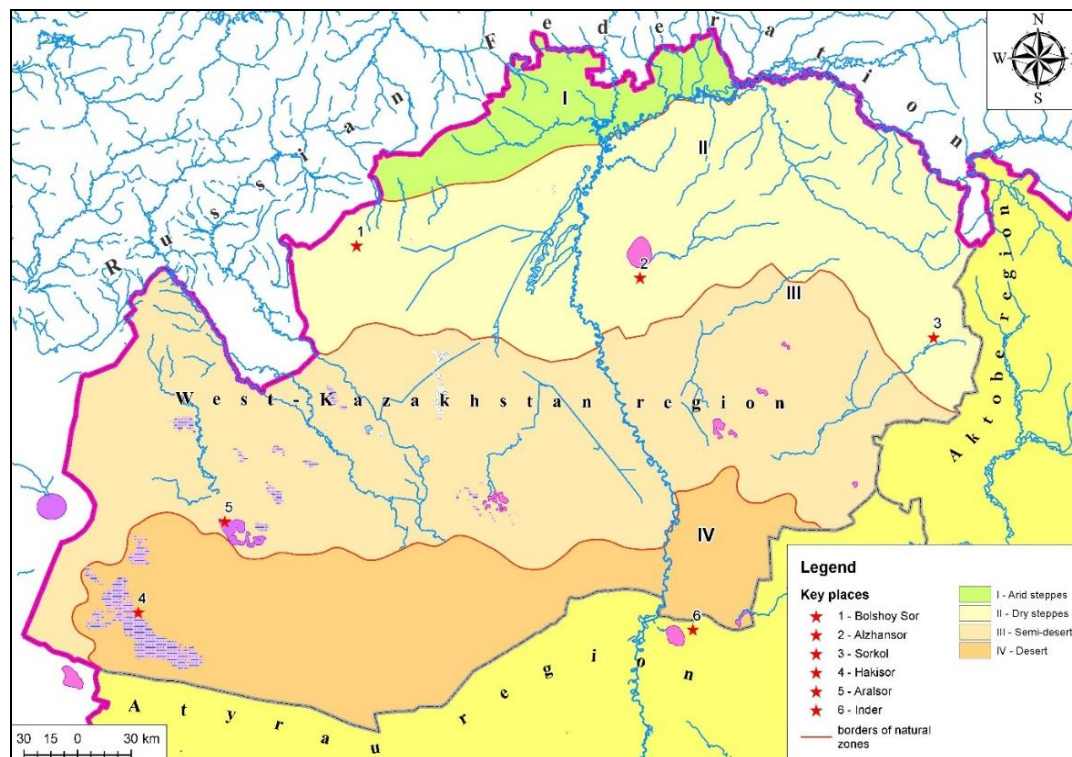 Russian Federation
N
W E
S
I
II
1
2
III
3
West-Kazakhstan region
Aktobe region
5
IV
4
6
Atyrau region
30 15 0 30 km
Legend
Key places
1 - Bolshoy Sor
2 - Alzhansor
3 - Sorkol
4 - Hakisor
5 - Aralsor
6 - Inder
borders of natural
zones
I - Arid steppes
II - Dry steppes
III - Semi-desert
IV - Desert